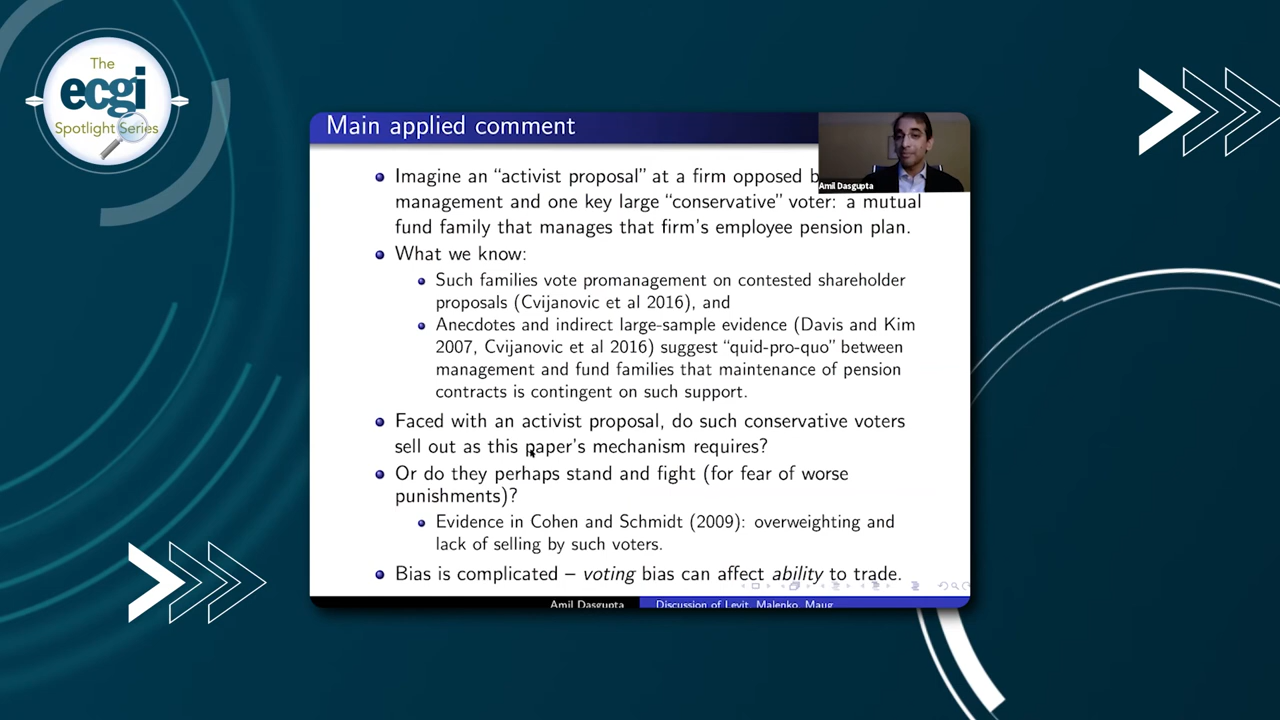 The
ecgi
Spotlight Series
Main applied comment
Amil Dasgupta
Imagine an “activist proposal” at a firm opposed
management and one key large “conservative” voter: a mutual
fund family that manages that firm's employee pension plan.
What we know:
Such families vote promanagement on contested shareholder
proposals (Cvijanovic et al 2016), and
Anecdotes and indirect large-sample evidence (Davis and Kim
2007, Cvijanovic et al 2016) suggest “quid-pro-quo” between
management and fund families that maintenance of pension
contracts is contingent on such support.
Faced with an activist proposal, do such conservative voters
sell out as this paper's mechanism requires?
Or do they perhaps stand and fight (for fear of worse
punishments)?
Evidence in Cohen and Schmidt (2009): overweighting and
lack of selling by such voters.
Bias is complicated – voting bias can affect ability to trade.
Amil Dasgupta
Discussion of Levit, Malenko, Maug